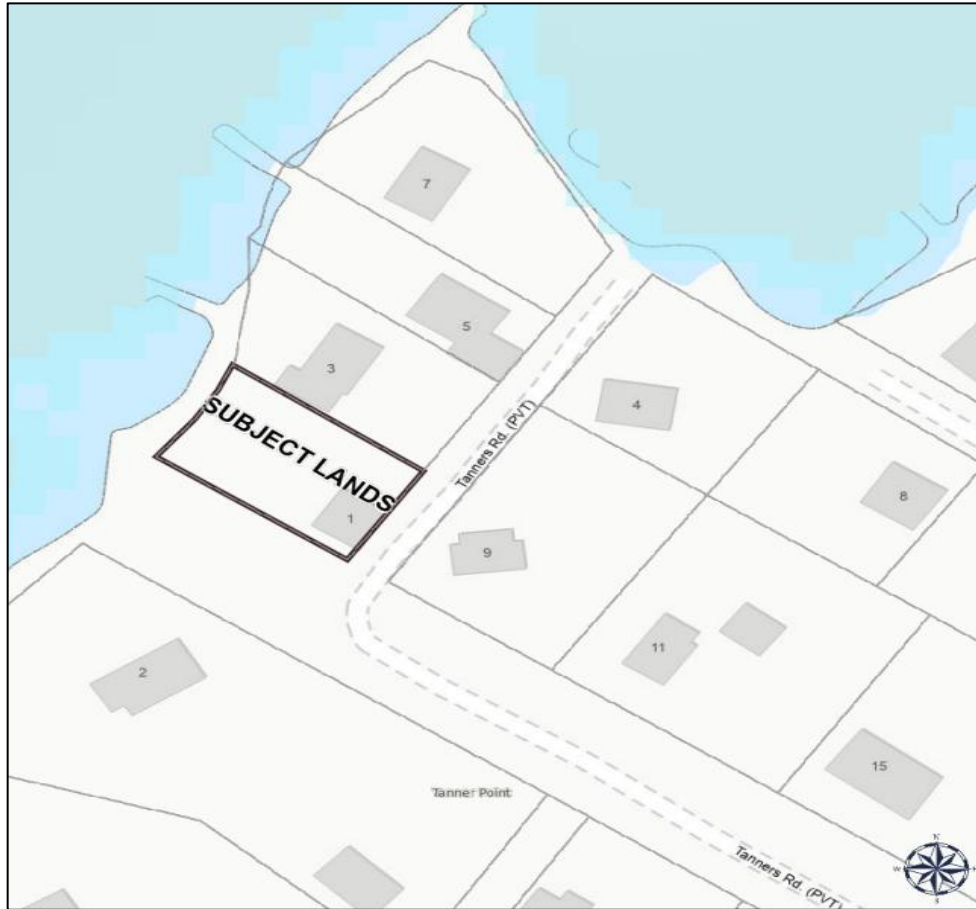 7
5
3
SUBJECT LANDS
1
Tanners Rd. (PVT)
4
8
9
11
2
15
Tanner Point
Tanners Rd. (PVT)
N
W
S